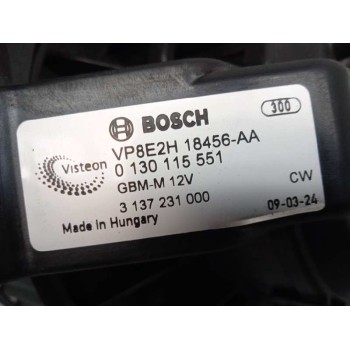 BOSCH
300
Visteon
VP8E2H 18456-AA
0 130 115 551
GBM-M 12V
CW
3 137 231 000
09-03-24
Made in Hungary